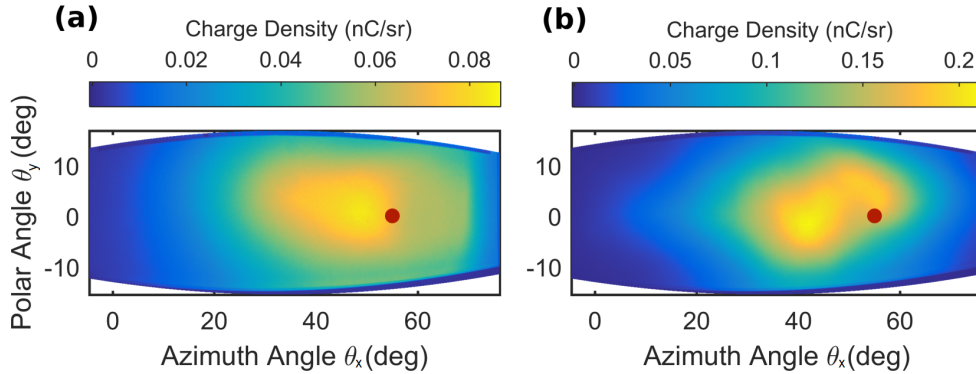 (a)
Charge Density (nC/sr)
0 0.02 0.04 0.06 0.08
Polar Angle θy (deg)
10
0
-10
0 20 40 60
Azimuth Angle θx(deg)
(b)
Charge Density (nC/sr)
0 0.05 0.1 0.15 0.2
10
0
-10
0 20 40 60
Azimuth Angle θx(deg)